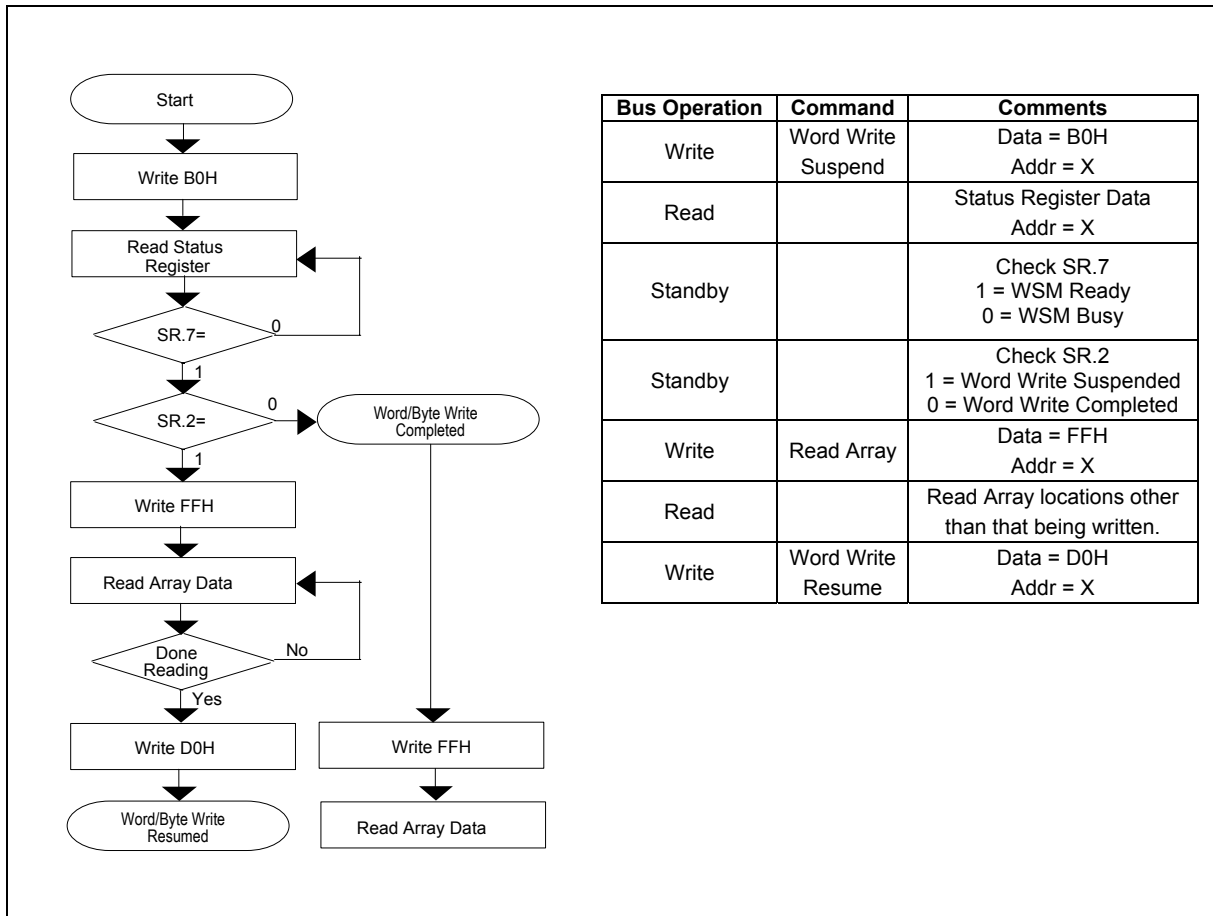 Start
Write B0H
Read Status
Register
SR.7=
0
1
SR.2=
0
Word/Byte Write
Completed
1
Write FFH
Read Array Data
Done
Reading
No
Yes
Write D0H
Write FFH
Word/Byte Write
Resumed
Read Array Data
Bus Operation Command Comments
Write Word Write Suspend Data = B0H
Addr = X
Read Status Register Data
Addr = X
Standby Check SR.7
1 = WSM Ready
0 = WSM Busy
Standby Check SR.2
1 = Word Write Suspended
0 = Word Write Completed
Write Read Array Data = FFH
Addr = X
Read Read Array locations other
than that being written.
Write Word Write Resume Data = D0H
Addr = X